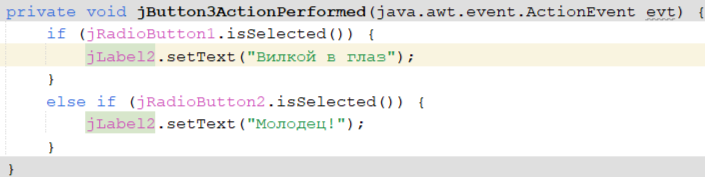 private void jButton3ActionPerformed(java.awt.event.ActionEvent evt) {
if (jRadioButton1.isSelected()) {
jLabel2.setText("Вилкой в глаз");
}
else if (jRadioButton2.isSelected()) {
jLabel2.setText("Молодец!");
}
}